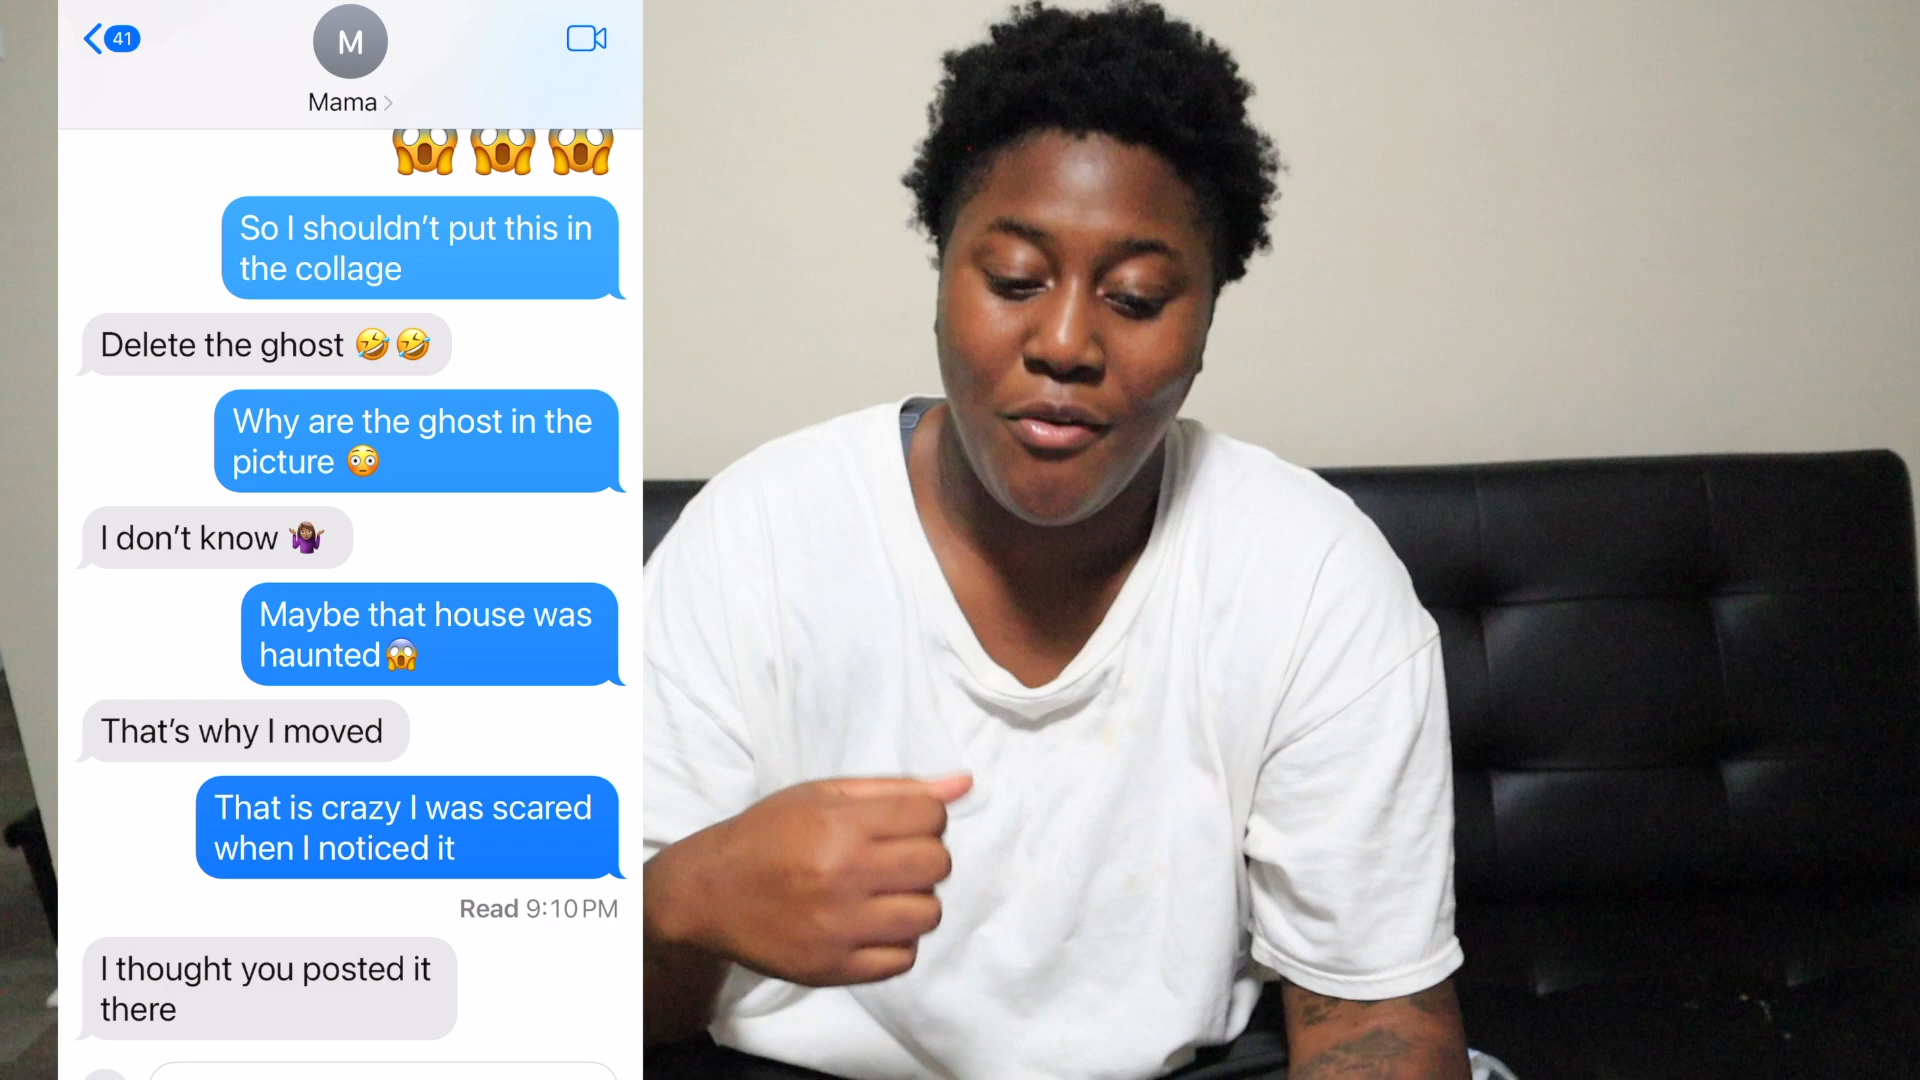 41
M
Mama
So I shouldn't put this in
the collage
Delete the ghost 🤣🤣
Why are the ghost in the
picture 😳
I don't know 🤷🏾‍♀️
Maybe that house was
haunted😱
That's why I moved
That is crazy I was scared
when I noticed it
Read 9:10 PM
I thought you posted it
there